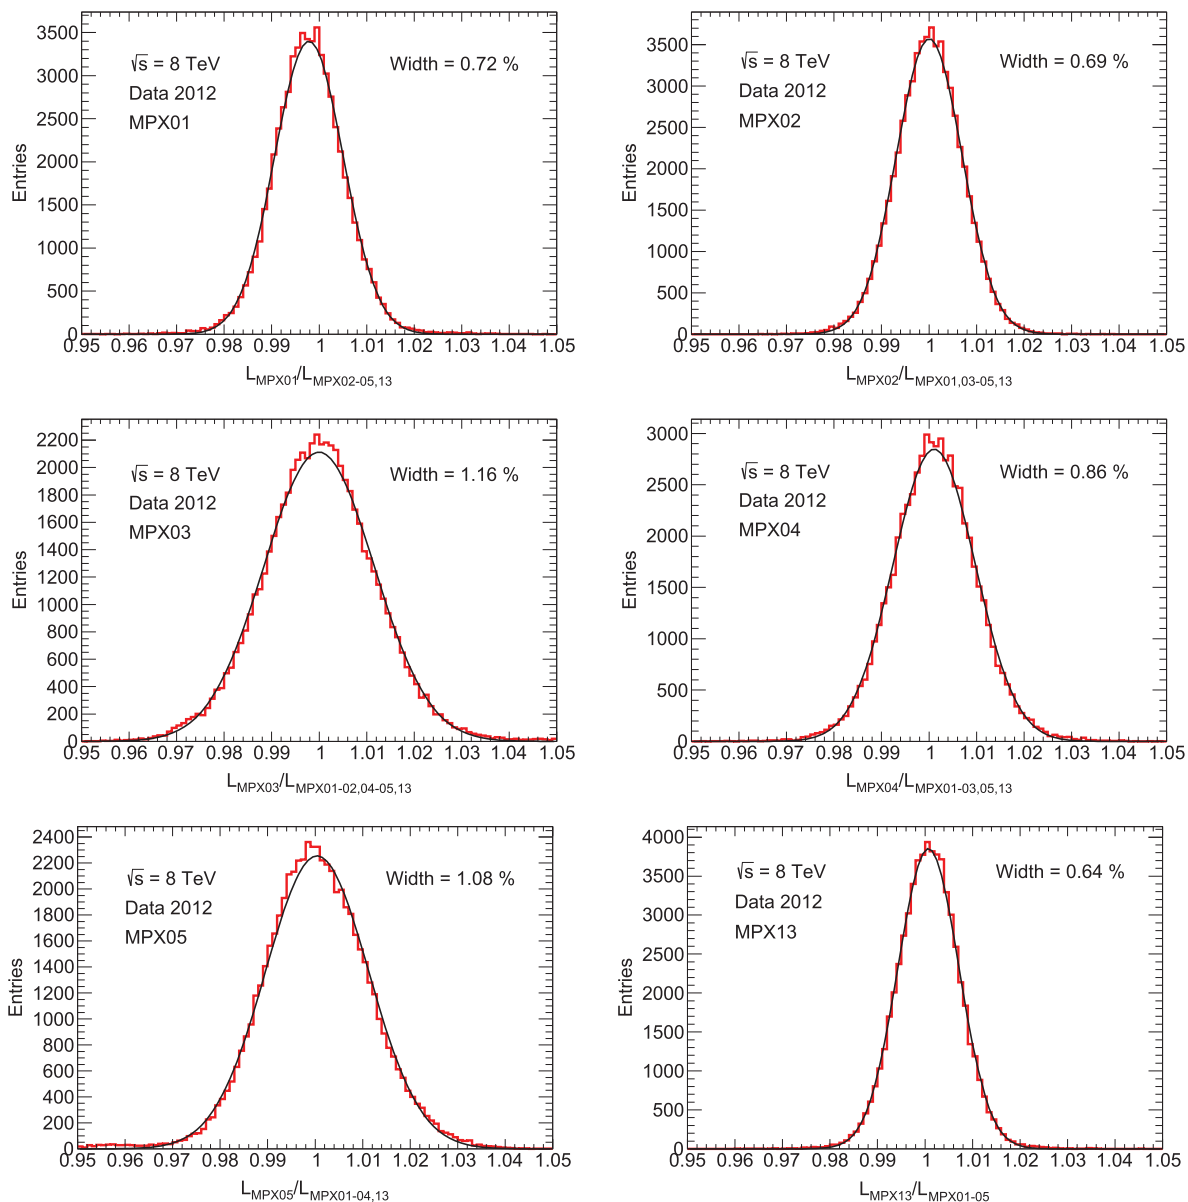 √s = 8 TeV
Data 2012
MPX01
Width = 0.72 %
Entries
3500
3000
2500
2000
1500
1000
500
0
0.95 0.96 0.97 0.98 0.99 1 1.01 1.02 1.03 1.04 1.05
LMPX01/LMPX02-05,13
√s = 8 TeV
Data 2012
MPX02
Width = 0.69 %
Entries
3500
3000
2500
2000
1500
1000
500
0
0.95 0.96 0.97 0.98 0.99 1 1.01 1.02 1.03 1.04 1.05
LMPX02/LMPX01,03-05,13
√s = 8 TeV
Data 2012
MPX03
Width = 1.16 %
Entries
2200
2000
1800
1600
1400
1200
1000
800
600
400
200
0
0.95 0.96 0.97 0.98 0.99 1 1.01 1.02 1.03 1.04 1.05
LMPX03/LMPX01-02,04-05,13
√s = 8 TeV
Data 2012
MPX04
Width = 0.86 %
Entries
3000
2500
2000
1500
1000
500
0
0.95 0.96 0.97 0.98 0.99 1 1.01 1.02 1.03 1.04 1.05
LMPX04/LMPX01-03,05,13
√s = 8 TeV
Data 2012
MPX05
Width = 1.08 %
Entries
2400
2200
2000
1800
1600
1400
1200
1000
800
600
400
200
0
0.95 0.96 0.97 0.98 0.99 1 1.01 1.02 1.03 1.04 1.05
LMPX05/LMPX01-04,13
√s = 8 TeV
Data 2012
MPX13
Width = 0.64 %
Entries
4000
3500
3000
2500
2000
1500
1000
500
0
0.95 0.96 0.97 0.98 0.99 1 1.01 1.02 1.03 1.04 1.05
LMPX13/LMPX01-05